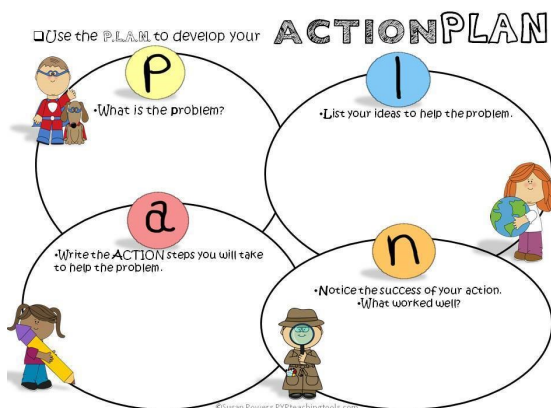 ❑Use the P.L.A.N. to develop your ACTION PLAN
P
•What is the problem?
l
•List your ideas to help the problem.
a
•Write the ACTION steps you will take
to help the problem.
n
•Notice the success of your action.
•What worked well?
©Susan Powers PYPteachingtools.com